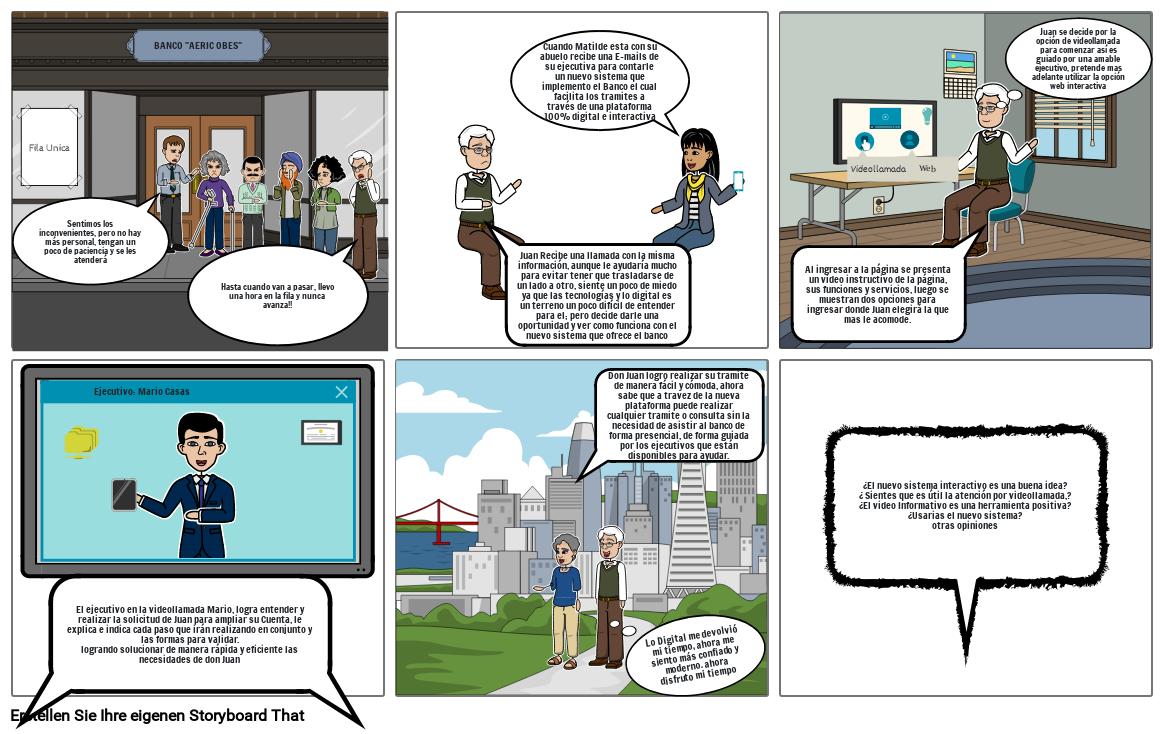 BANCO "AERIC OBES"
Fila Unica
Sentimos los
inconvenientes, pero no hay
más personal, tengan un
poco de paciencia y se les
atenderá
Hasta cuando van a pasar, llevo
una hora en la fila y nunca
avanza!!
Cuando Matilde esta con su
abuelo recibe una E-mails de
su ejecutiva para contarle
un nuevo sistema que
implemento el Banco el cual
facilita los tramites a
través de una plataforma
100% digital e interactiva
Juan Recibe una llamada con la misma
información, aunque le ayudaría mucho
para evitar tener que trasladarse de
un lado a otro, siente un poco de miedo
ya que las tecnologías y lo digital es
un terreno un poco difícil de entender
para el; pero decide darle una
oportunidad y ver como funciona con el
nuevo sistema que ofrece el banco
Juan se decide por la
opción de videollamada
para comenzar así es
guiado por una amable
ejecutivo, pretende mas
adelante utilizar la opción
web interactiva
Videollamada Web
Al ingresar a la página se presenta
un video instructivo de la página,
sus funciones y servicios, luego se
muestran dos opciones para
ingresar donde Juan elegirá la que
mas le acomode.
Ejecutivo: Mario Casas
El ejecutivo en la videollamada Mario, logra entender y
realizar la solicitud de Juan para ampliar su Cuenta, le
explica e indica cada paso que irán realizando en conjunto y
las formas para validar.
logrando solucionar de manera rápida y eficiente las
necesidades de don Juan
Don Juan logro realizar su tramite
de manera fácil y cómoda, ahora
sabe que a travez de la nueva
plataforma puede realizar
cualquier tramite o consulta sin la
necesidad de asistir al banco de
forma presencial, de forma guiada
por los ejecutivos que están
disponibles para ayudar.
Lo Digital me devolvió
mi tiempo, ahora me
siento más confiado y
moderno. ahora
disfruto mi tiempo
¿El nuevo sistema interactivo es una buena idea?
¿Sientes que es útil la atención por videollamada,?
¿El video Informativo es una herramienta positiva?
¿Usarías el nuevo sistema?
otras opiniones
Erstellen Sie Ihre eigenen Storyboard That